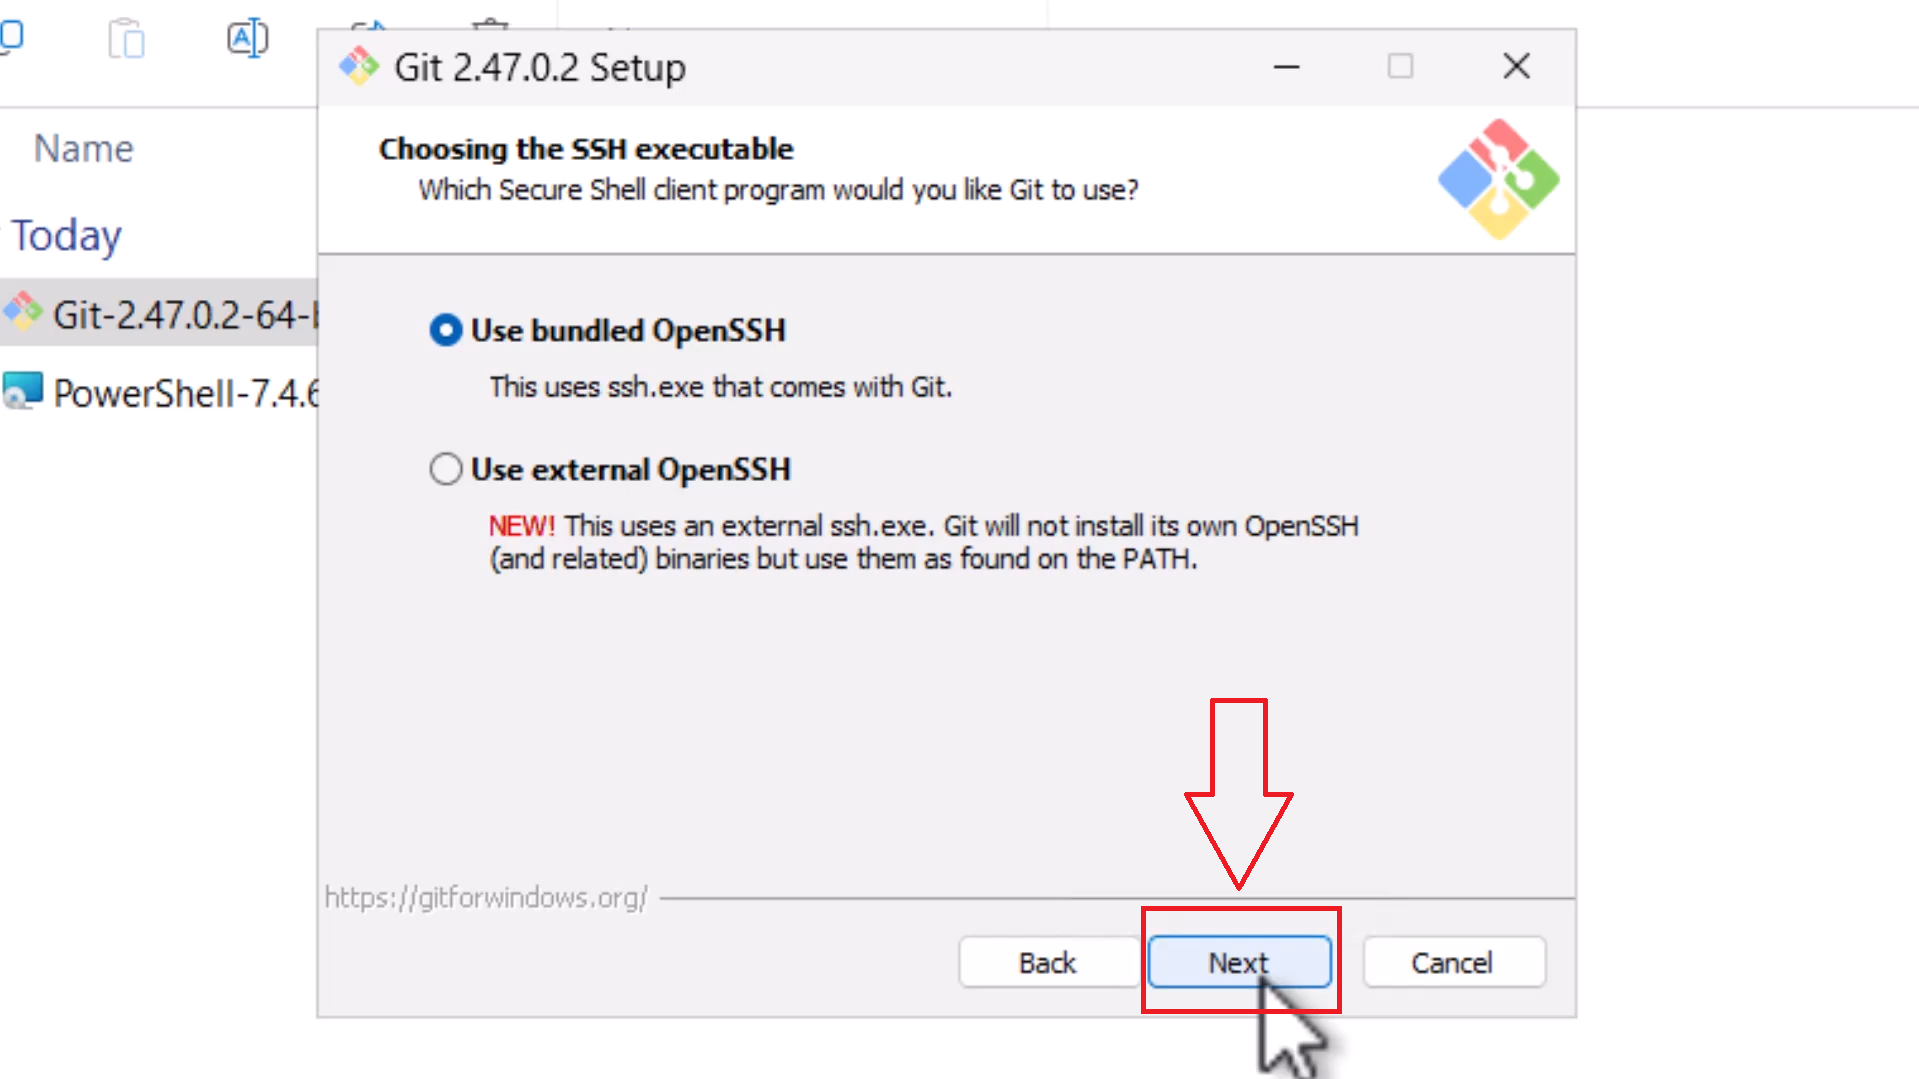 Git 2.47.0.2 Setup
Name
Choosing the SSH executable
Which Secure Shell client program would you like Git to use?
Today
Git-2.47.0.2-64-
Use bundled OpenSSH
PowerShell-7.4.6
This uses ssh.exe that comes with Git.
Use external OpenSSH
NEW! This uses an external ssh.exe. Git will not install its own OpenSSH
(and related) binaries but use them as found on the PATH.
https://gitforwindows.org/
Back
Next
Cancel